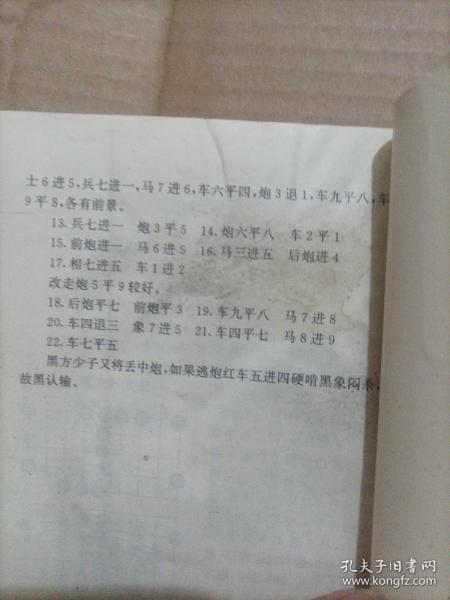 士6进5,兵七进一,马7进6,车六平四,炮3退1,车九平八,车
9平8,各有前景。
13.兵七进一 炮3平5 14.炮六平八 车2平1
15.前炮进一 马6进5 16.马三进五 后炮进4
17.相七进五 车1进2
改走炮5平9较好。
18.后炮平七 前炮平3 19.车九平八 马7进8
20.车四退三 象7进5 21.车四平七 马8进9
22.车七平五
黑方少子又将丢中炮,如果逃炮红车五进四硬啃黑象闷杀,
故黑认输。
孔夫子旧书网
www.kongfz.com